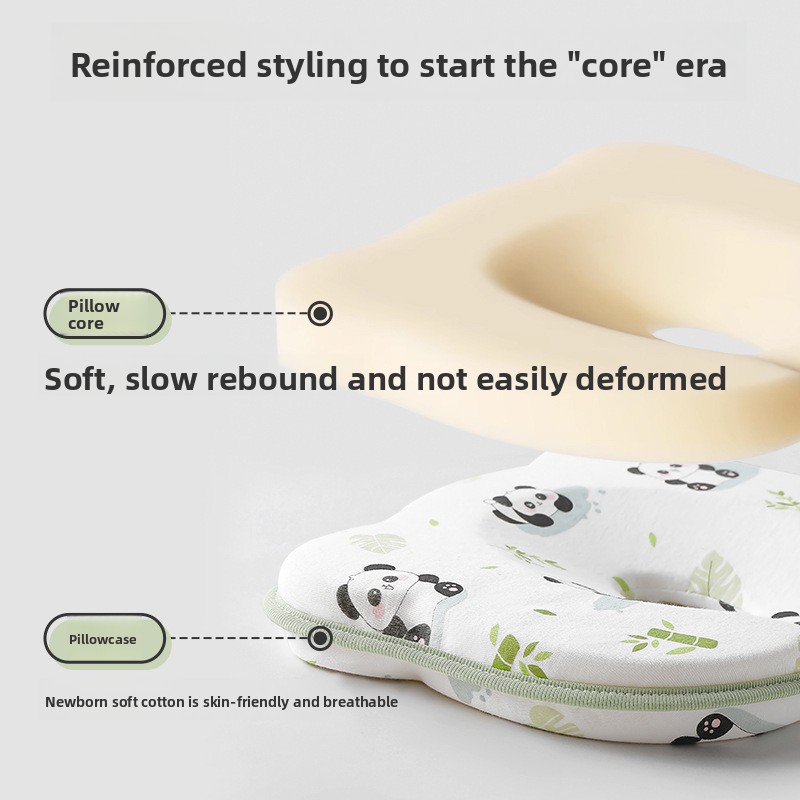 Reinforced styling to start the "core" era
Pillow
core
Soft, slow rebound and not easily deformed
Pillowcase
Newborn soft cotton is skin-friendly and breathable